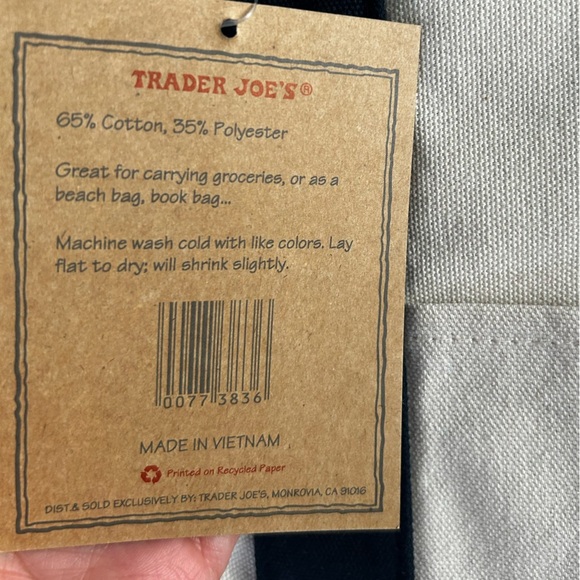 TRADER JOE'S®
65% Cotton, 35% Polyester
Great for carrying groceries, or as a
beach bag, book bag...
Machine wash cold with like colors. Lay
flat to dry; will shrink slightly.
0077 3836
MADE IN VIETNAM
Printed on Recycled Paper
DIST.& SOLD EXCLUSIVELY BY: TRADER JOE'S, MONROVIA, CA 91016